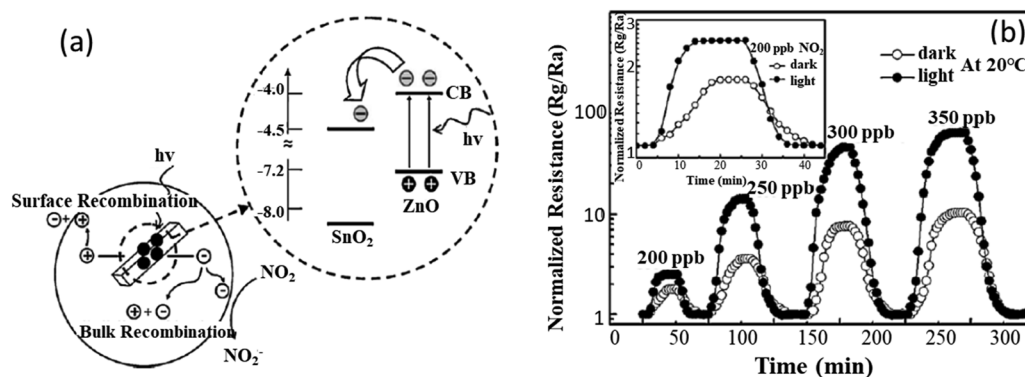 (a)
-4.0
-4.5
≈
-7.2
-8.0
CB
hν
VB
ZnO
SnO₂
hν
Surface Recombination
NO₂
Bulk Recombination
NO₂⁻
(b)
Normalized Resistance (Rg/Ra)
100
10
1
50
100
150
200
250
300
Time (min)
200 ppb
250 ppb
300 ppb
350 ppb
dark
light
At 20°C
Normalized Resistance (Rg/Ra)
3
2
1
0
10
20
30
40
Time (min)
200 ppb NO₂
dark
light